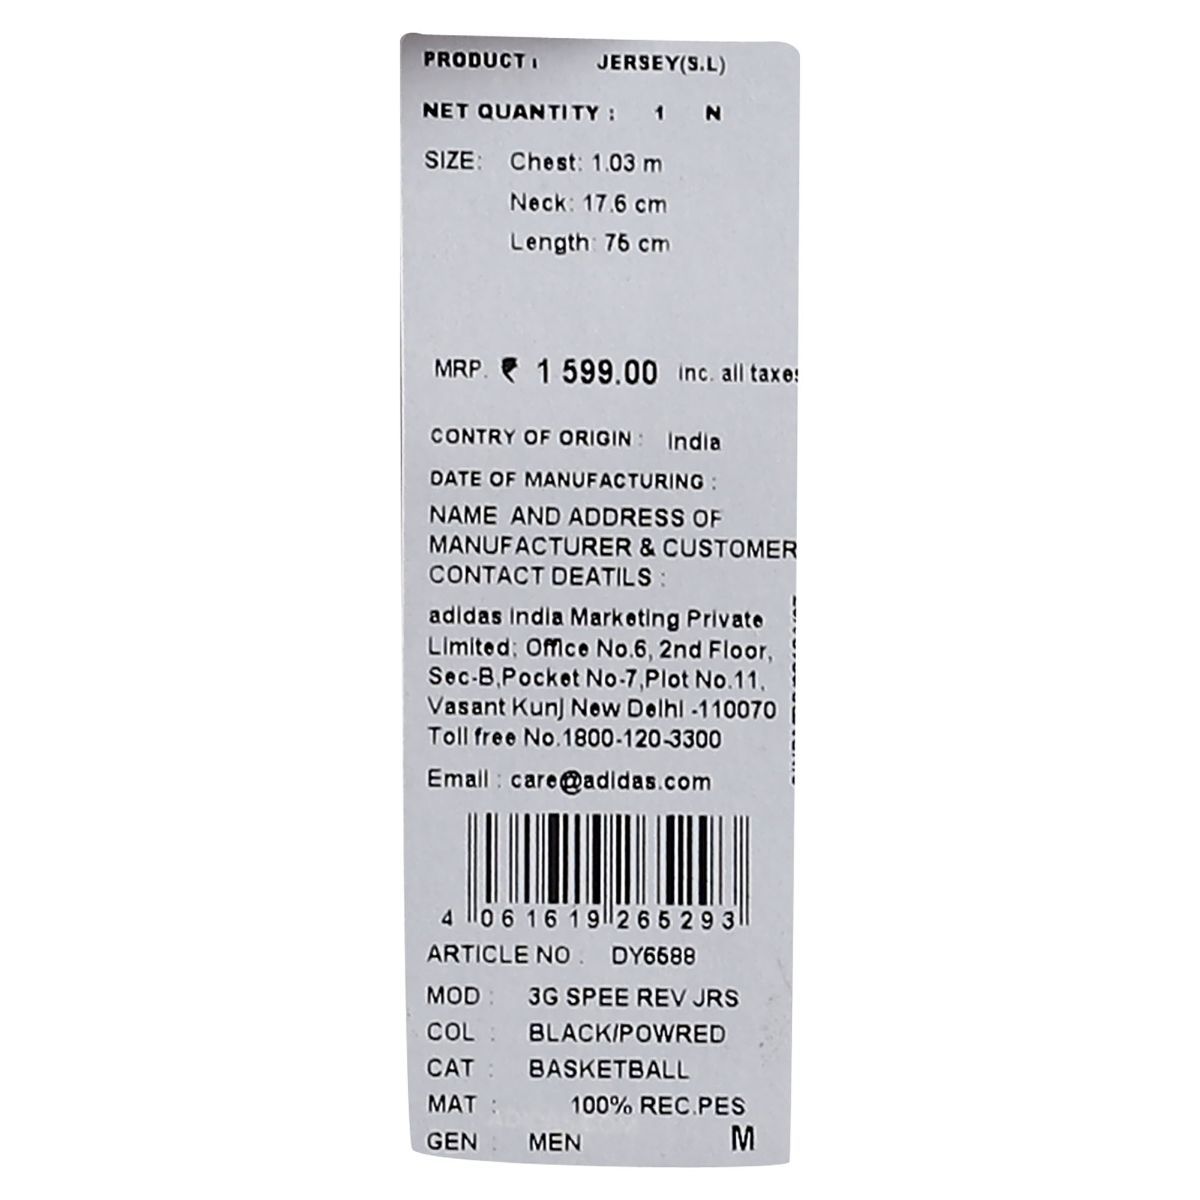 PRODUCT : JERSEY(S.L)
NET QUANTITY : 1 N
SIZE: Chest: 1.03 m
Neck: 17.6 cm
Length: 76 cm
MRP. ₹ 1 599.00 inc. all taxes
CONTRY OF ORIGIN : India
DATE OF MANUFACTURING :
NAME AND ADDRESS OF
MANUFACTURER & CUSTOMER
CONTACT DEATILS :
adidas India Marketing Private
Limited; Office No.6, 2nd Floor,
Sec-B,Pocket No-7,Plot No.11,
Vasant Kunj New Delhi -110070
Toll free No.1800-120-3300
Email : care@adidas.com
4 061619 265293
ARTICLE NO : DY6588
MOD : 3G SPEE REV JRS
COL : BLACK/POWRED
CAT : BASKETBALL
MAT : 100% REC.PES
GEN : MEN M